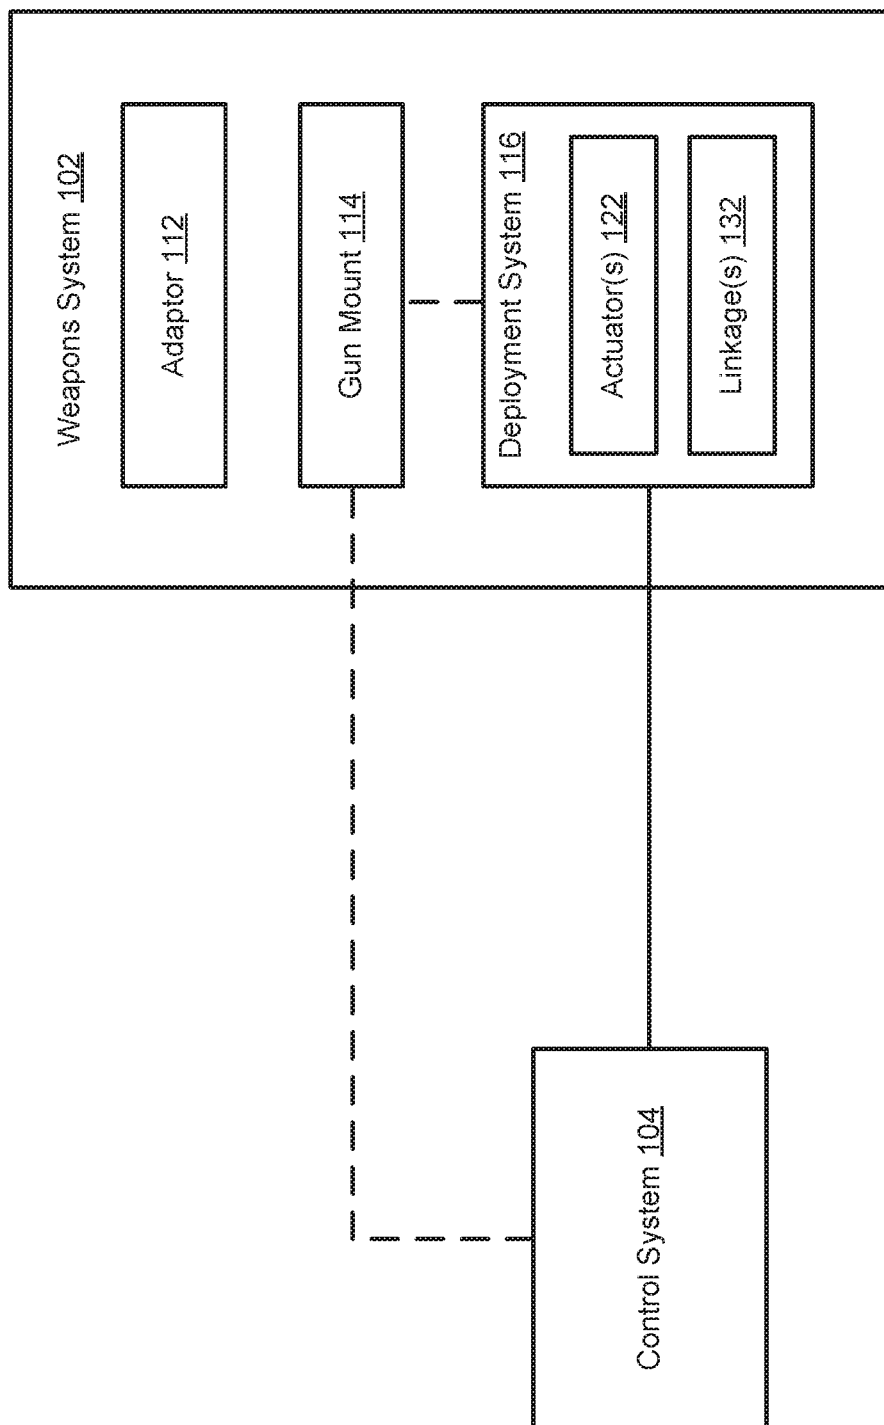 Weapons System 102
Adaptor 112
Gun Mount 114
Deployment System 116
Actuator(s) 122
Linkage(s) 132
Control System 104